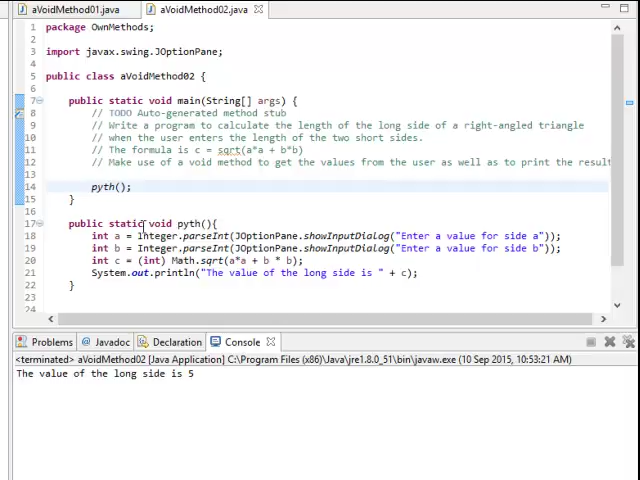 aVoidMethod01.java aVoidMethod02.java
1 package OwnMethods;
2
3 import javax.swing.JOptionPane;
4
5 public class aVoidMethod02 {
6
7 public static void main(String[] args) {
8 // TODO Auto-generated method stub
9 // Write a program to calculate the length of the long side of a right-angled triangle
10 // when the user enters the length of the two short sides.
11 // The formula is c = sqrt(a*a + b*b)
12 // Make use of a void method to get the values from the user as well as to print the result
13
14 pyth();
15 }
16
17 public static void pyth(){
18 int a = Integer.parseInt(JOptionPane.showInputDialog("Enter a value for side a"));
19 int b = Integer.parseInt(JOptionPane.showInputDialog("Enter a value for side b"));
20 int c = (int) Math.sqrt(a*a + b * b);
21 System.out.println("The value of the long side is " + c);
22 }
23
24
Problems @ Javadoc Declaration Console
<terminated> aVoidMethod02 [Java Application] C:\Program Files (x86)\Java\jre1.8.0_51\bin\javaw.exe (10 Sep 2015, 10:53:21 AM)
The value of the long side is 5